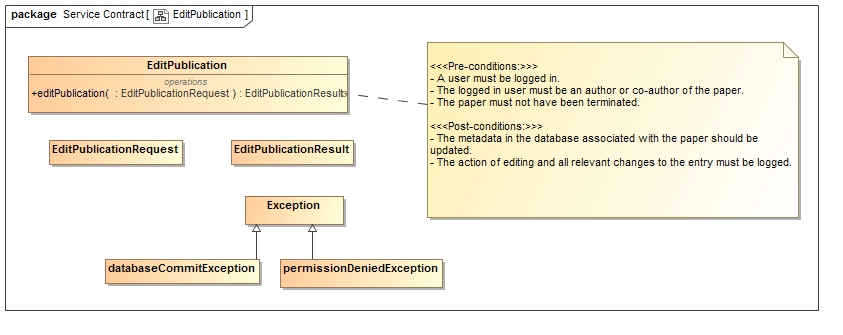 package Service Contract [ EditPublication ]
EditPublication
operations
+editPublication( : EditPublicationRequest ) : EditPublicationResult
<<<Pre-conditions:>>>
- A user must be logged in.
- The logged in user must be an author or co-author of the paper.
- The paper must not have been terminated.
<<<Post-conditions:>>>
- The metadata in the database associated with the paper should be
updated.
- The action of editing and all relevant changes to the entry must be logged.
EditPublicationRequest
EditPublicationResult
Exception
databaseCommitException
permissionDeniedException